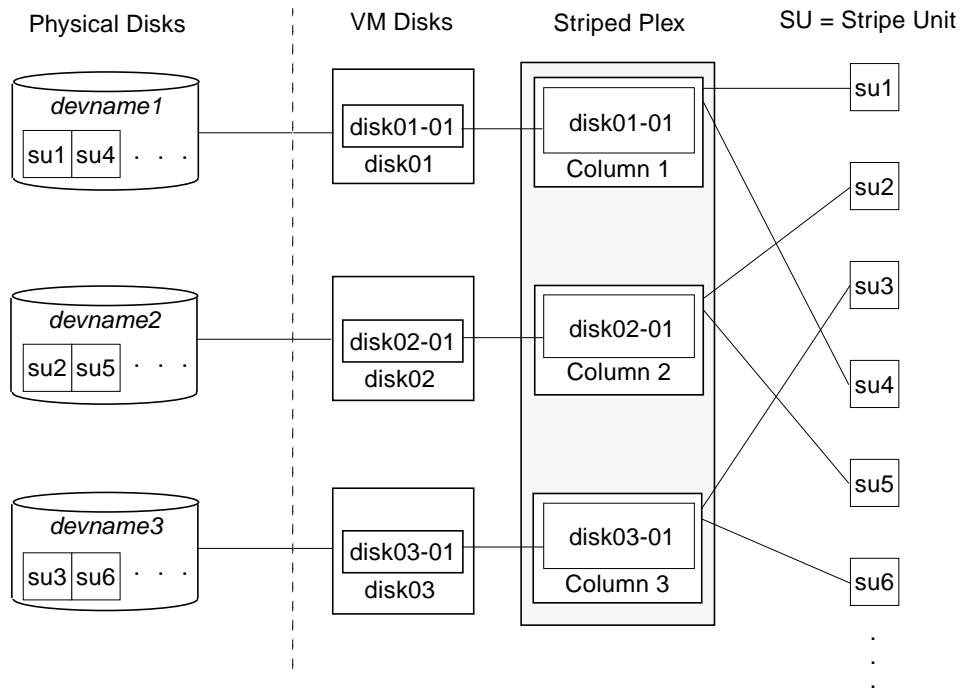 Physical Disks
VM Disks
Striped Plex
SU = Stripe Unit
devname1
su1 su4 . . .
disk01-01
disk01
disk01-01
Column 1
su1
su2
devname2
su2 su5 . . .
disk02-01
disk02
disk02-01
Column 2
su3
su4
devname3
su3 su6 . . .
disk03-01
disk03
disk03-01
Column 3
su5
su6
.
.
.